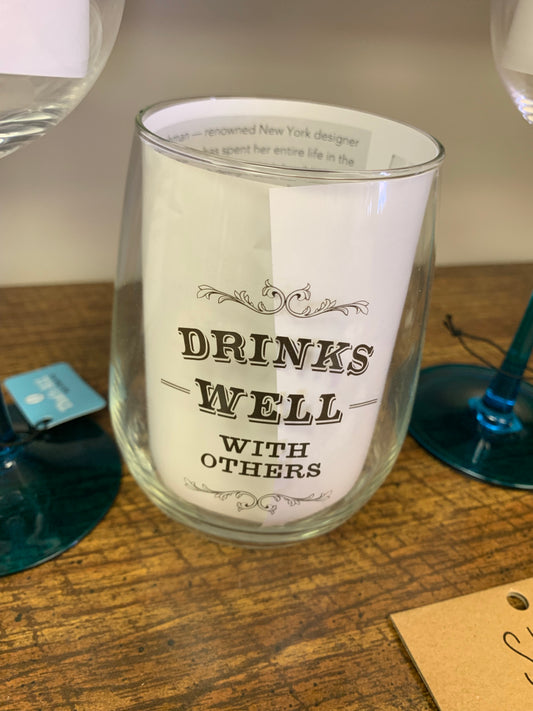 — renowned New York designer
has spent her entire life in the
DRINKS
WELL
WITH
OTHERS